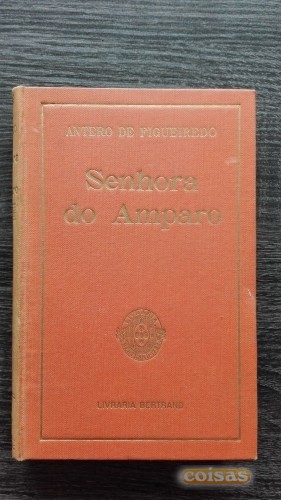 ANTERO DE FIGUEIREDO
Senhora
do Amparo
LIVRARIA BERTRAND
coisas